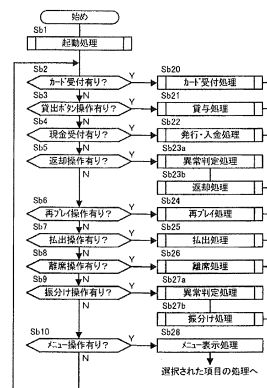 始め
Sb1
起動処理
Sb2
カード受付有り？
Y
N
Sb20
カード受付処理
Sb3
貸出ボタン操作有り？
Y
N
Sb21
貸与処理
Sb4
現金受付有り？
Y
N
Sb22
発行・入金処理
Sb5
返却操作有り？
Y
N
Sb23a
異常判定処理
Sb23b
返却処理
Sb6
再プレイ操作有り？
Y
N
Sb24
再プレイ処理
Sb7
払出操作有り？
Y
N
Sb25
払出処理
Sb8
離席操作有り？
Y
N
Sb26
離席処理
Sb9
振分け操作有り？
Y
N
Sb27a
異常判定処理
Sb27b
振分け処理
Sb10
メニュー操作有り？
Y
N
Sb28
メニュー表示処理
選択された項目の処理へ